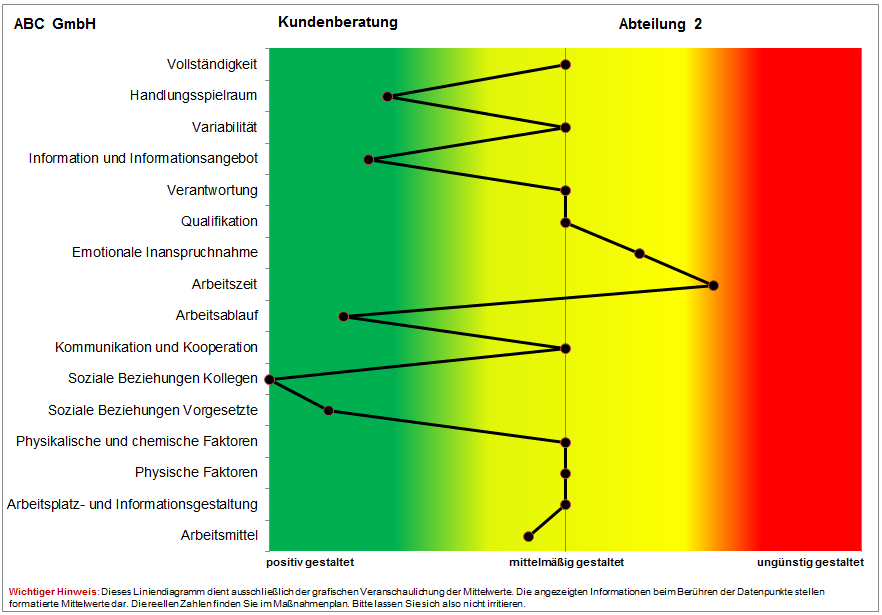 ABC GmbH
Kundenberatung
Abteilung 2
Vollständigkeit
Handlungsspielraum
Variabilität
Information und Informationsangebot
Verantwortung
Qualifikation
Emotionale Inanspruchnahme
Arbeitszeit
Arbeitsablauf
Kommunikation und Kooperation
Soziale Beziehungen Kollegen
Soziale Beziehungen Vorgesetzte
Physikalische und chemische Faktoren
Physische Faktoren
Arbeitsplatz- und Informationsgestaltung
Arbeitsmittel
positiv gestaltet
mittelmäßig gestaltet
ungünstig gestaltet
Wichtiger Hinweis: Dieses Liniendiagramm dient ausschließlich der grafischen Veranschaulichung der Mittelwerte. Die angezeigten Informationen beim Berühren der Datenpunkte stellen
formatierte Mittelwerte dar. Die reellen Zahlen finden Sie im Maßnahmenplan. Bitte lassen Sie sich also nicht irritieren.